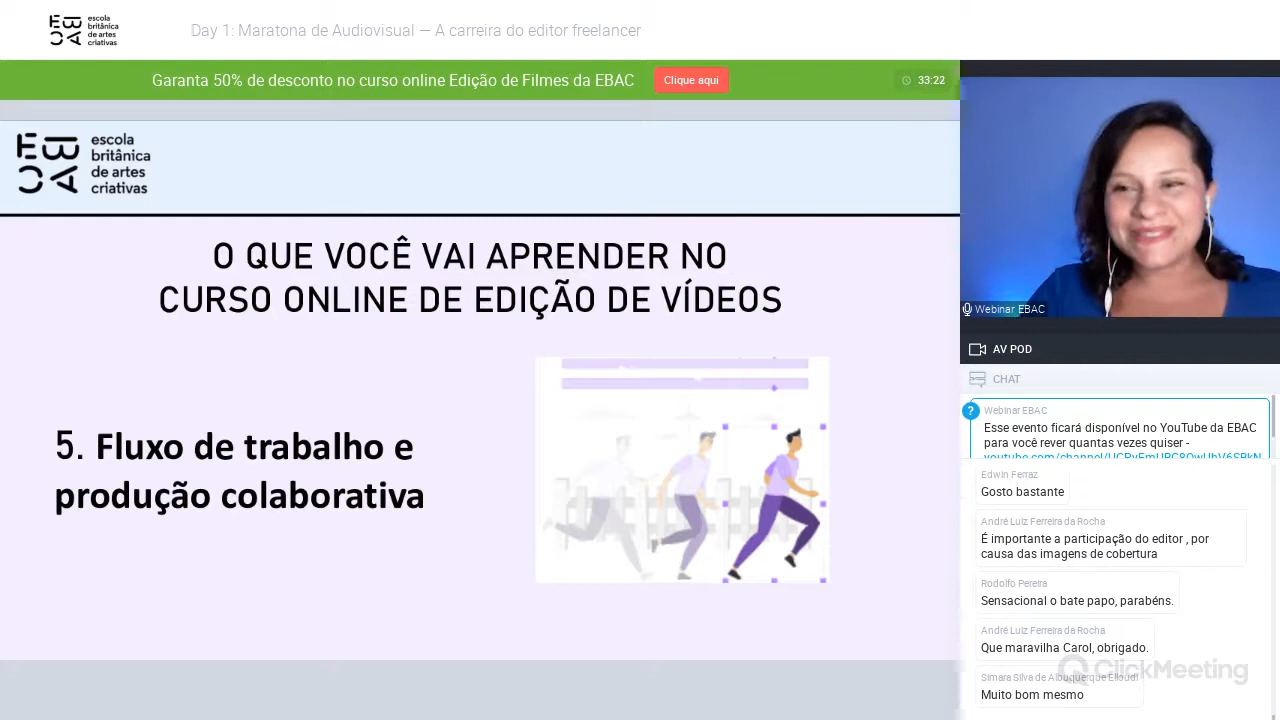 escola
britânica
de artes
criativas
Day 1: Maratona de Audiovisual — A carreira do editor freelancer
Garanta 50% de desconto no curso online Edição de Filmes da EBAC
Clique aqui
33:22
escola
britânica
de artes
criativas
O QUE VOCÊ VAI APRENDER NO
CURSO ONLINE DE EDIÇÃO DE VÍDEOS
5. Fluxo de trabalho e
produção colaborativa
Webinar EBAC
AV POD
CHAT
Webinar EBAC
Esse evento ficará disponível no YouTube da EBAC
para você rever quantas vezes quiser -
Edwin Ferraz
Gosto bastante
André Luiz Ferreira da Rocha
É importante a participação do editor , por
causa das imagens de cobertura
Rodolfo Pereira
Sensacional o bate papo, parabéns.
André Luiz Ferreira da Rocha
Que maravilha Carol, obrigado.
ClickMeeting
Simara Silva de Albuquerque Elloudi
Muito bom mesmo